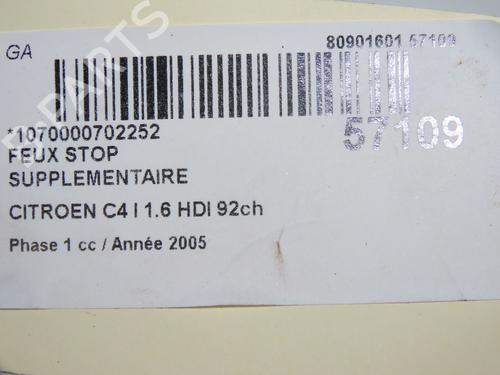 GA
80901601 57109
57109
*1070000702252
FEUX STOP
SUPPLEMENTAIRE
CITROEN C4 I 1.6 HDI 92ch
Phase 1 cc / Année 2005
B-PARTS